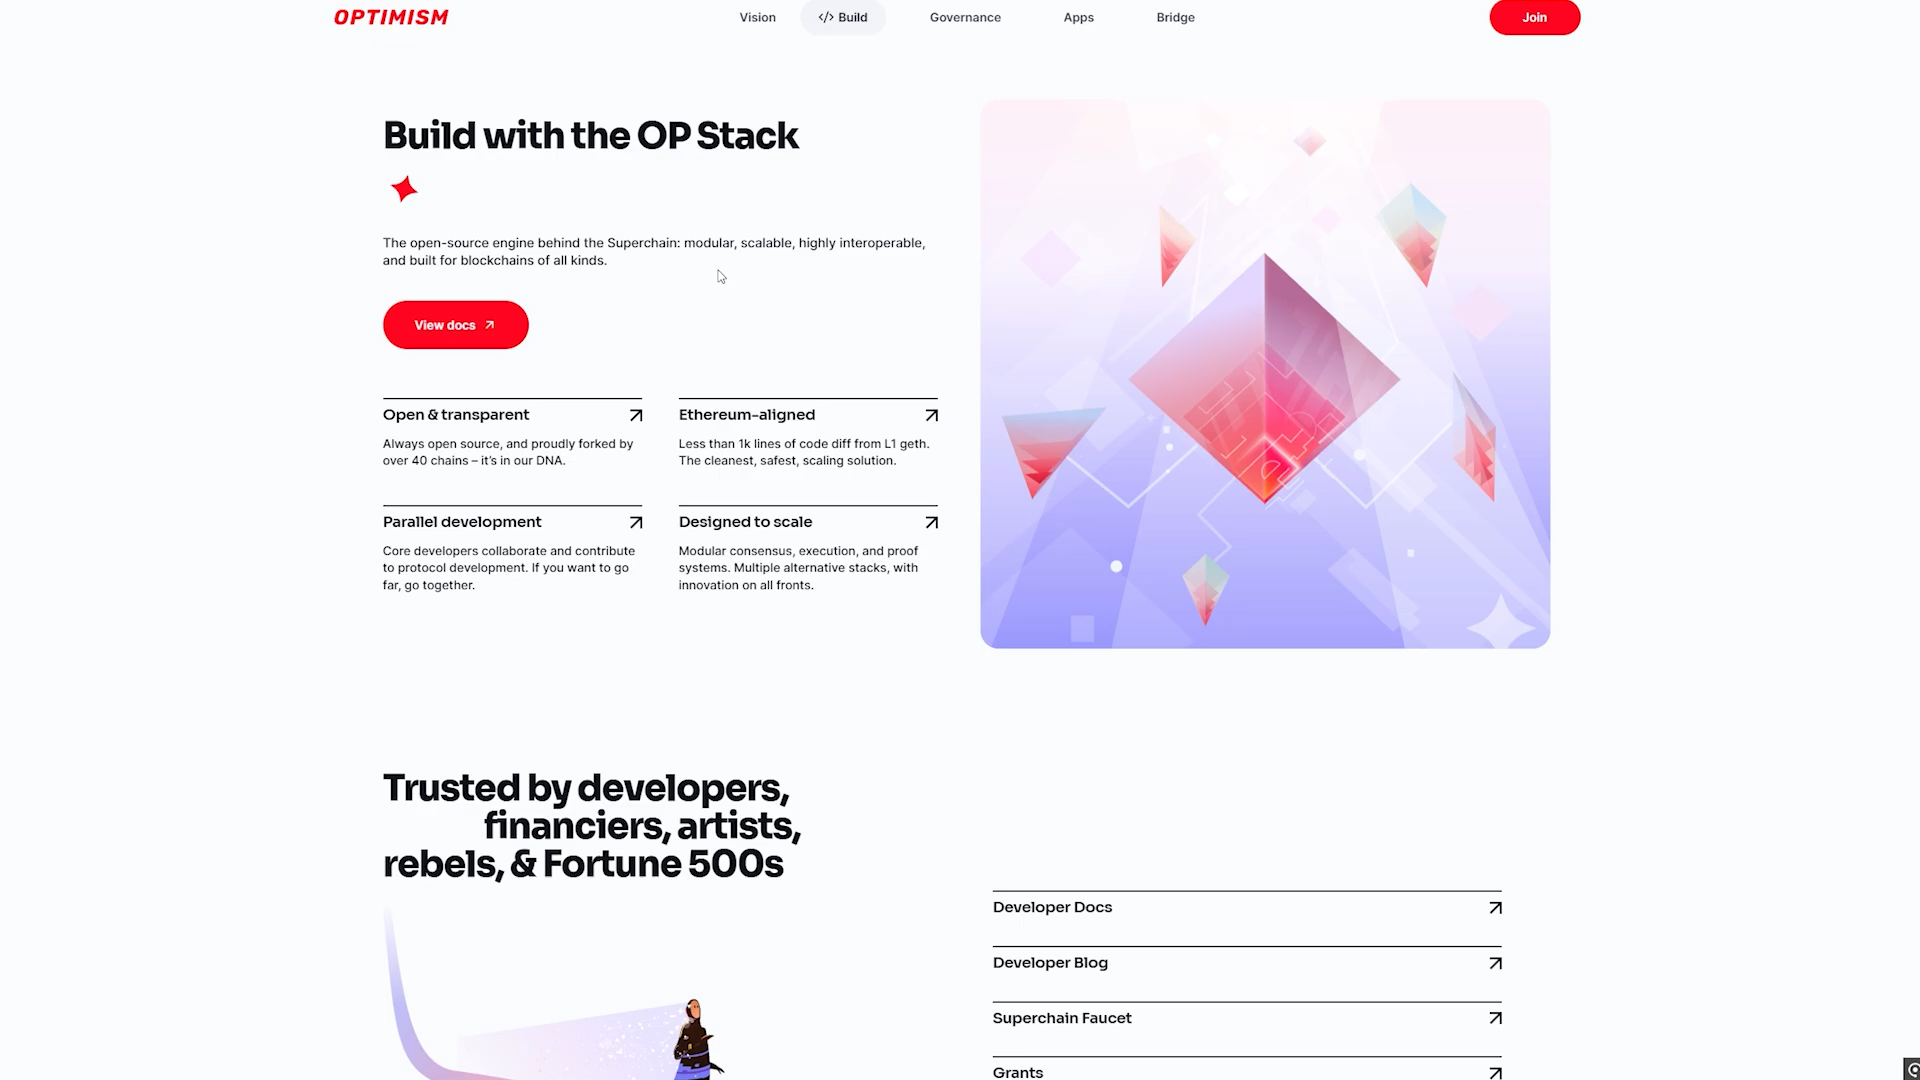 OPTIMISM
Vision
</> Build
Governance
Apps
Bridge
Join
Build with the OP Stack
The open-source engine behind the Superchain: modular, scalable, highly interoperable,
and built for blockchains of all kinds.
View docs
Open & transparent
Always open source, and proudly forked by
over 40 chains – it’s in our DNA.
Ethereum-aligned
Less than 1k lines of code diff from L1 geth.
The cleanest, safest, scaling solution.
Parallel development
Core developers collaborate and contribute
to protocol development. If you want to go
far, go together.
Designed to scale
Modular consensus, execution, and proof
systems. Multiple alternative stacks, with
innovation on all fronts.
Trusted by developers,
financiers, artists,
rebels, & Fortune 500s
Developer Docs
Developer Blog
Superchain Faucet
Grants